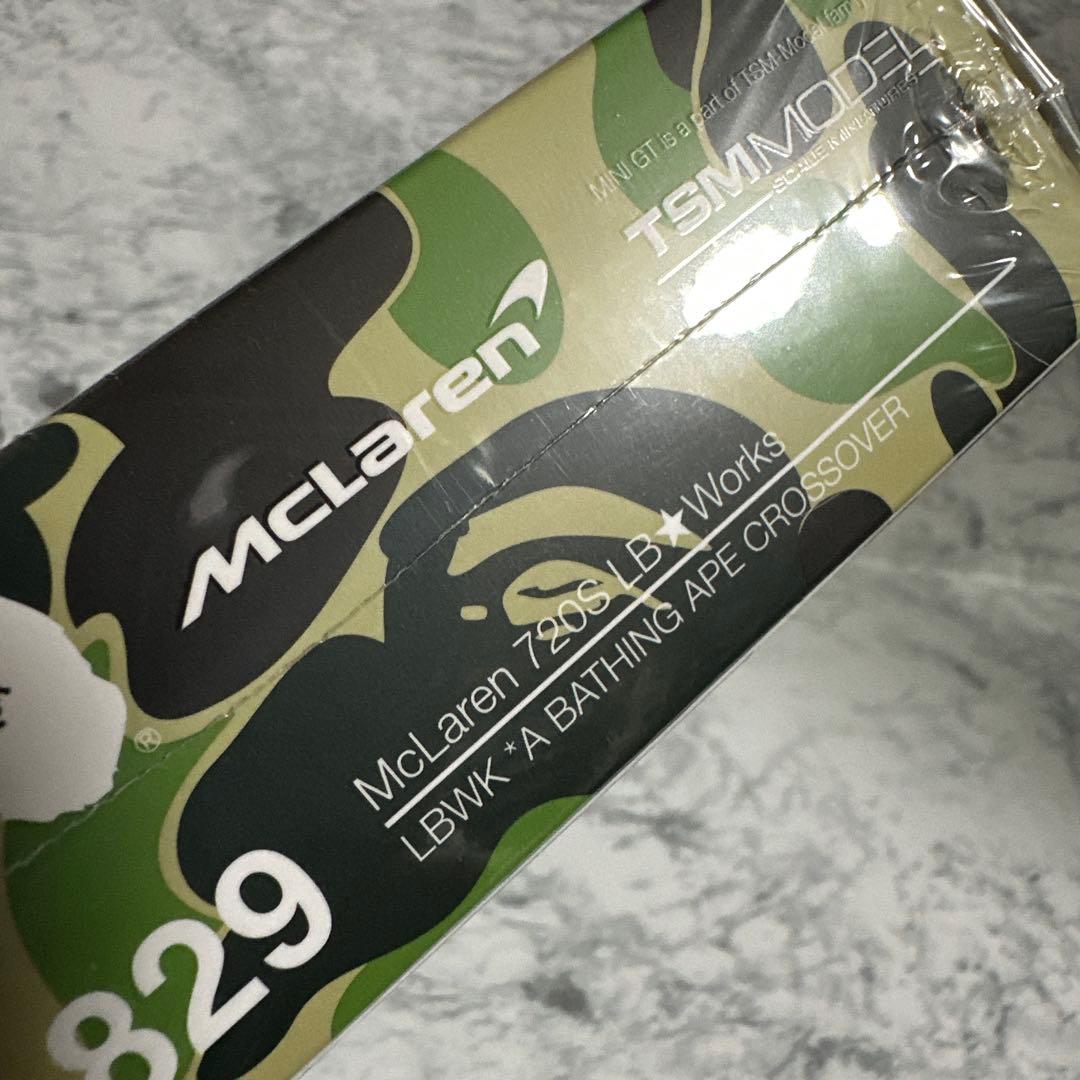 MINI GT is a part of TSM-Model family
TSMMODEL
SCALE MINIATURES
McLaren
McLaren 720S LB★Works
LBWK *A BATHING APE CROSSOVER
®
829